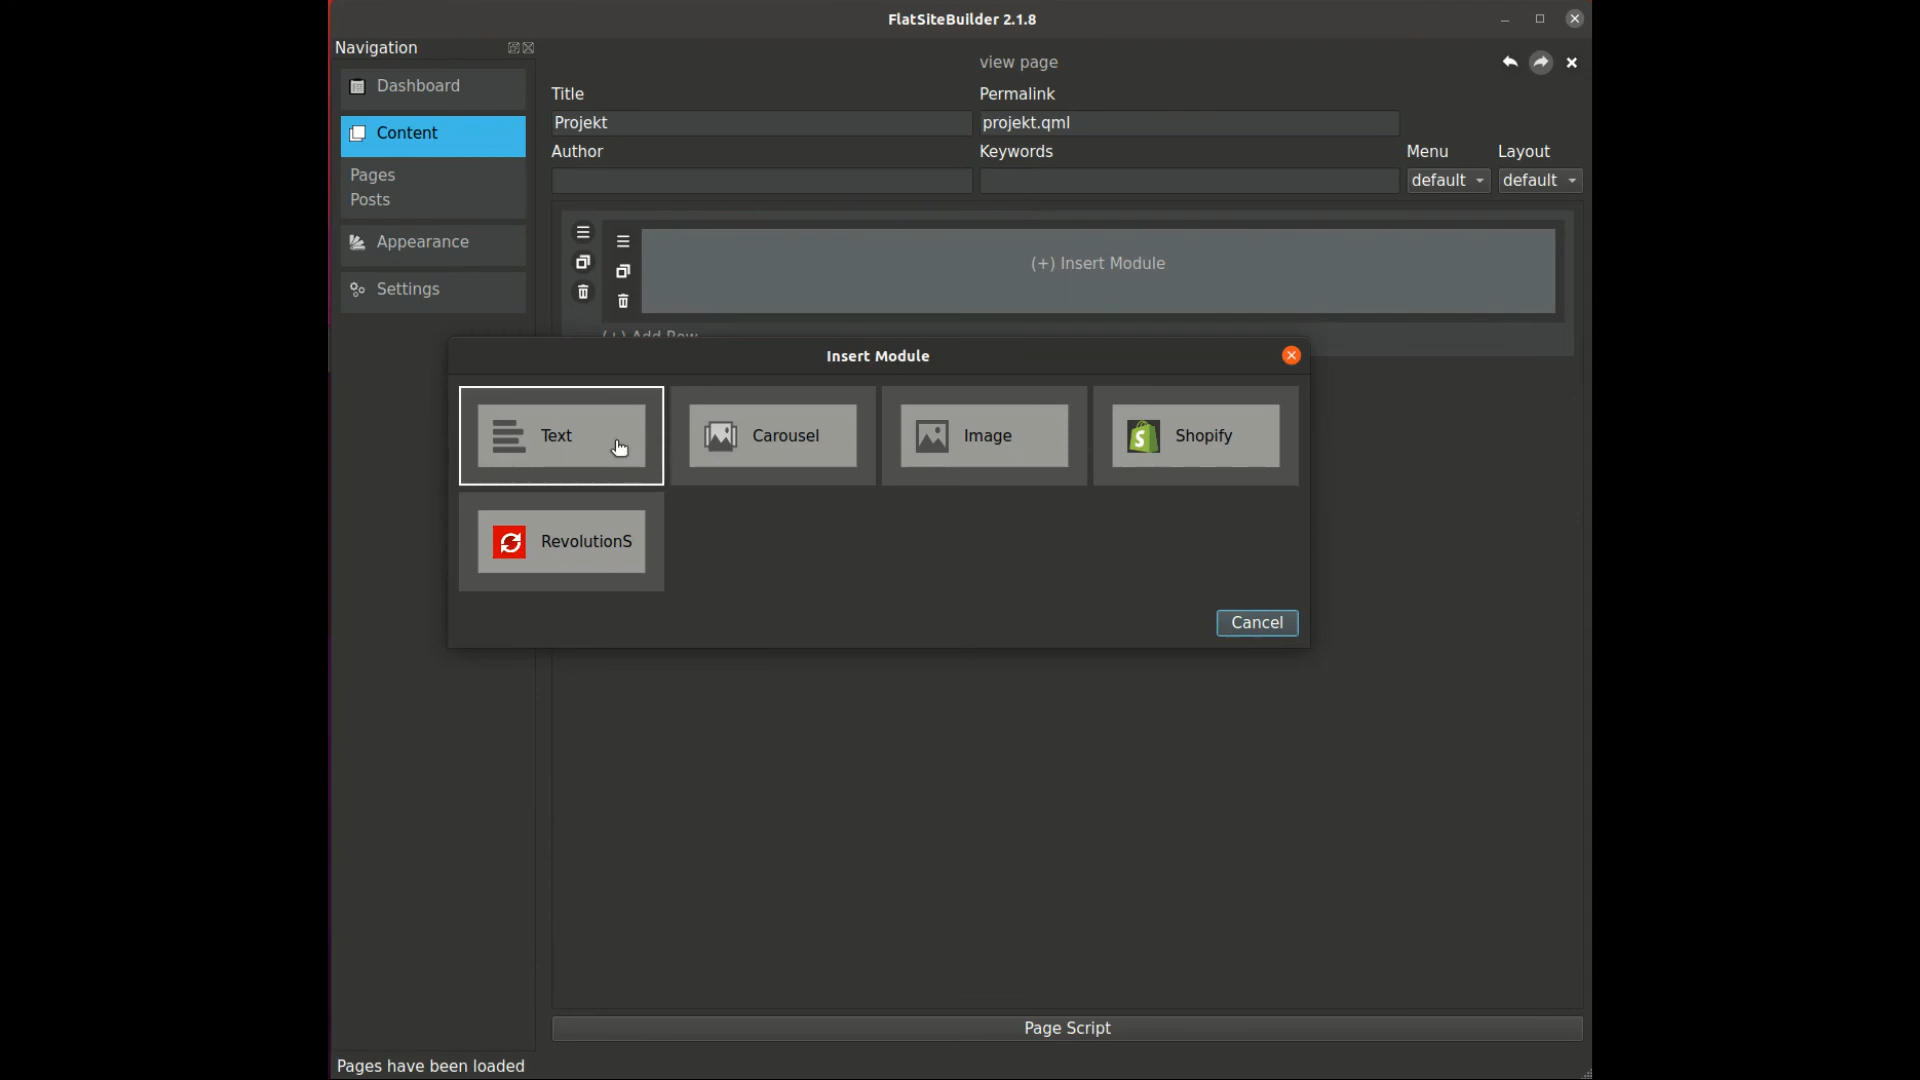 FlatSiteBuilder 2.1.8
Navigation
view page
Dashboard
Content
Pages
Posts
Appearance
Settings
Title
Permalink
Projekt
projekt.qml
Author
Keywords
Menu
Layout
default
default
(+) Insert Module
(+) Add Row
Insert Module
Text
Carousel
Image
Shopify
RevolutionS
Cancel
Page Script
Pages have been loaded